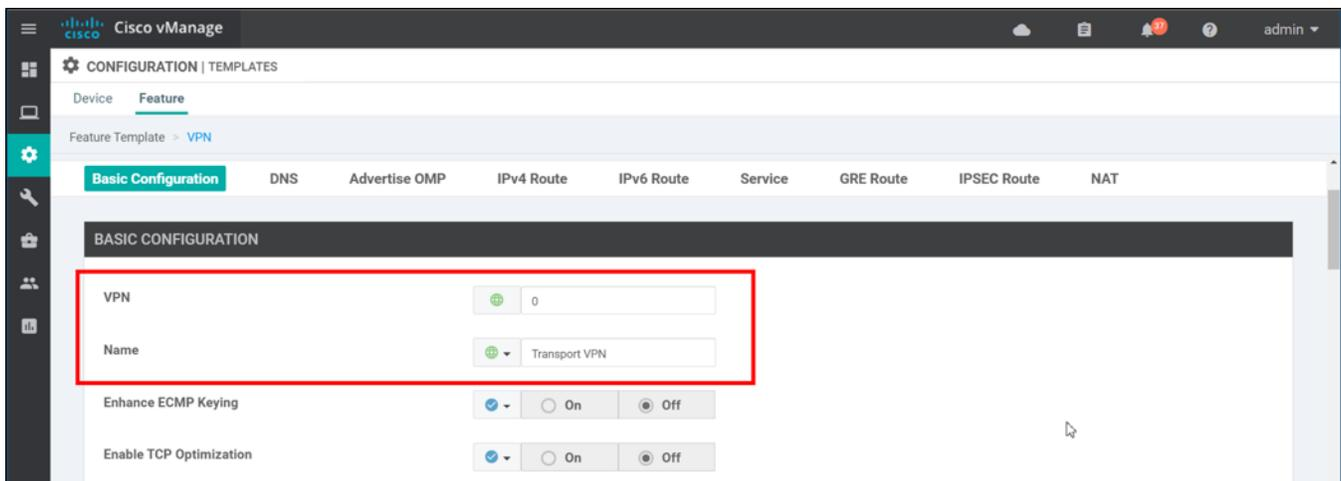 cisco Cisco vManage 37 ? admin
CONFIGURATION | TEMPLATES
Device Feature
Feature Template > VPN
Basic Configuration DNS Advertise OMP IPv4 Route IPv6 Route Service GRE Route IPSEC Route NAT
BASIC CONFIGURATION
VPN 0
Name Transport VPN
Enhance ECMP Keying On Off
Enable TCP Optimization On Off